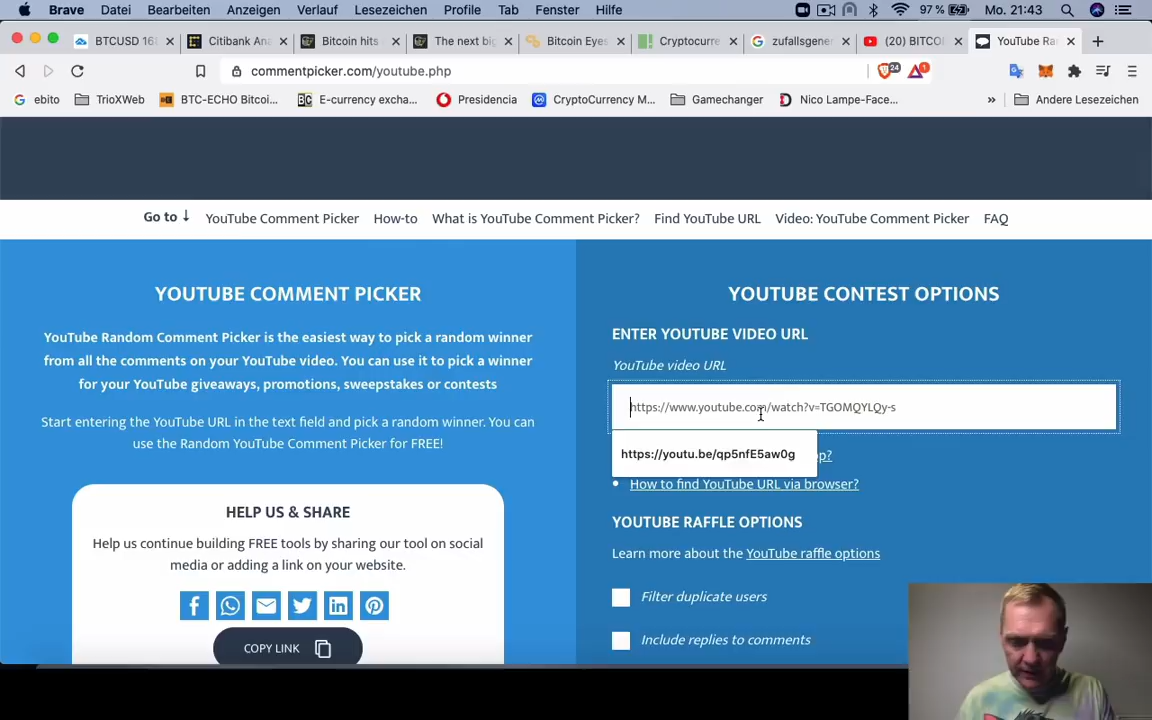 Brave Datei Bearbeiten Anzeigen Verlauf Lesezeichen Profile Tab Fenster Hilfe 97 % Mo. 21:43
BTCUSD 168 Citibank Ana Bitcoin hits The next big Bitcoin Eyes Cryptocurre zufallsgener (20) BITCO YouTube Ra
commentpicker.com/youtube.php 24 1
ebito TrioXWeb BTC-ECHO Bitcoi... E-currency excha... Presidencia CryptoCurrency M... Gamechanger Nico Lampe-Face... » Andere Lesezeichen
Go to ↓ YouTube Comment Picker How-to What is YouTube Comment Picker? Find YouTube URL Video: YouTube Comment Picker FAQ
YOUTUBE COMMENT PICKER
YouTube Random Comment Picker is the easiest way to pick a random winner
from all the comments on your YouTube video. You can use it to pick a winner
for your YouTube giveaways, promotions, sweepstakes or contests
Start entering the YouTube URL in the text field and pick a random winner. You can
use the Random YouTube Comment Picker for FREE!
HELP US & SHARE
Help us continue building FREE tools by sharing our tool on social
media or adding a link on your website.
COPY LINK
YOUTUBE CONTEST OPTIONS
ENTER YOUTUBE VIDEO URL
YouTube video URL
https://www.youtube.com/watch?v=TGOMQYLQy-s
https://youtu.be/qp5nfE5aw0g
How to find YouTube URL via browser?
YOUTUBE RAFFLE OPTIONS
Learn more about the YouTube raffle options
Filter duplicate users
Include replies to comments